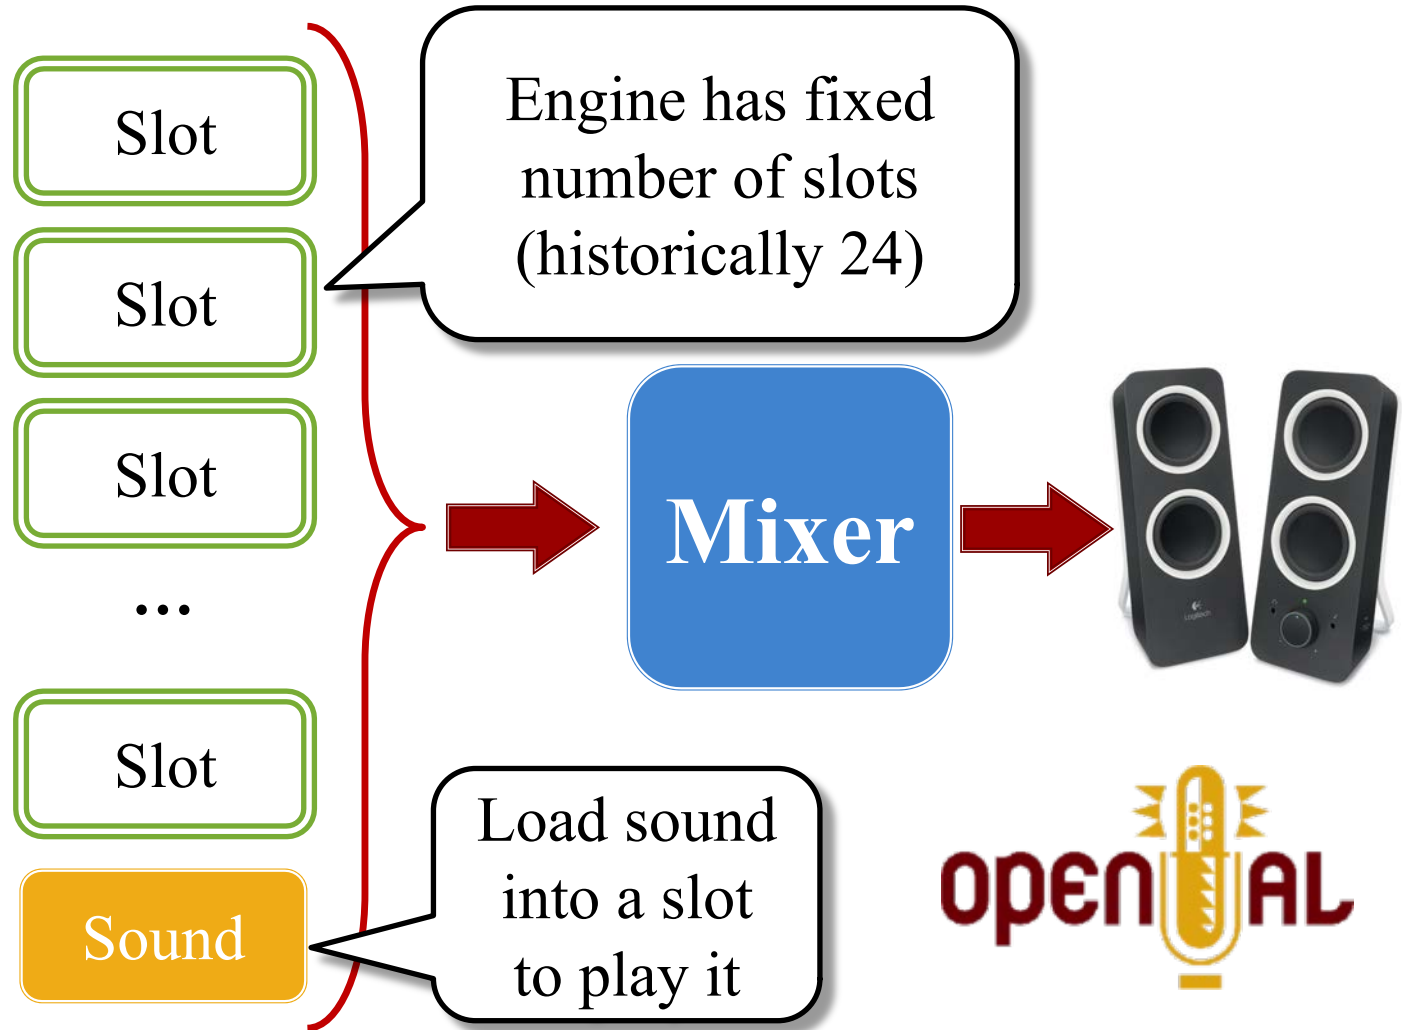 Slot
Engine has fixed
number of slots
(historically 24)
Slot
Slot
Mixer
Logitech
...
Slot
Load sound
into a slot
to play it
Sound
OPENAL